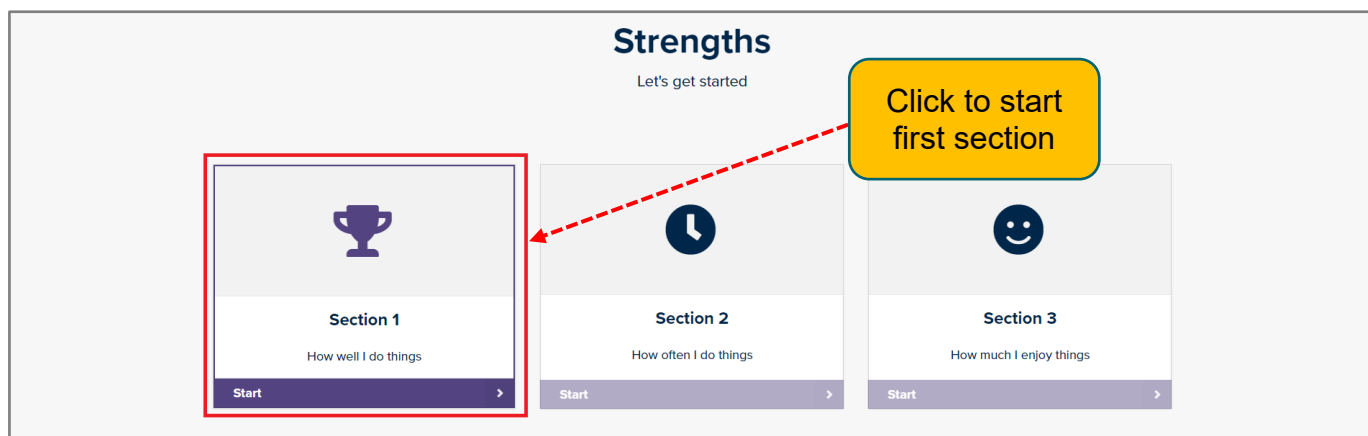 Strengths
Let's get started
Click to start
first section
Section 1
How well I do things
Start
Section 2
How often I do things
Start
Section 3
How much I enjoy things
Start